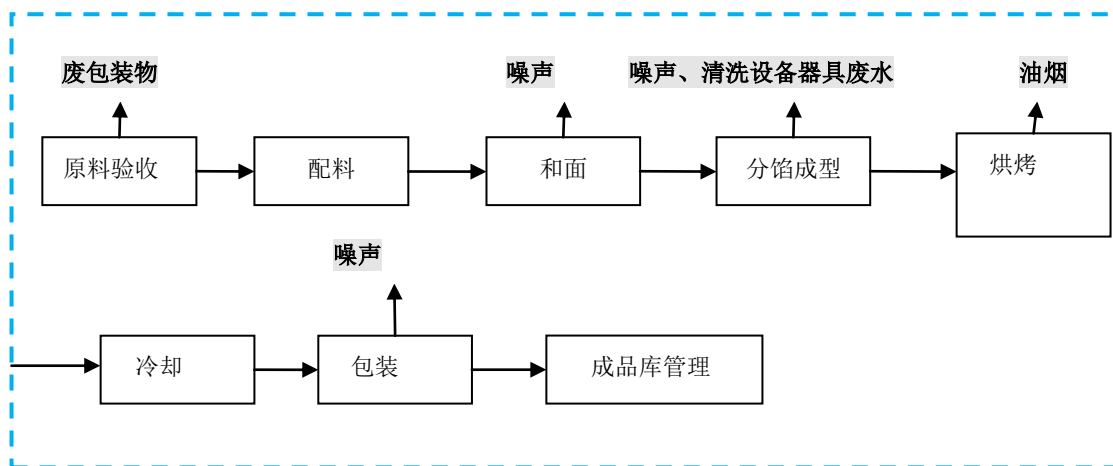 废包装物
噪声
噪声、清洗设备器具废水
油烟
原料验收
配料
和面
分馅成型
烘烤
噪声
冷却
包装
成品库管理